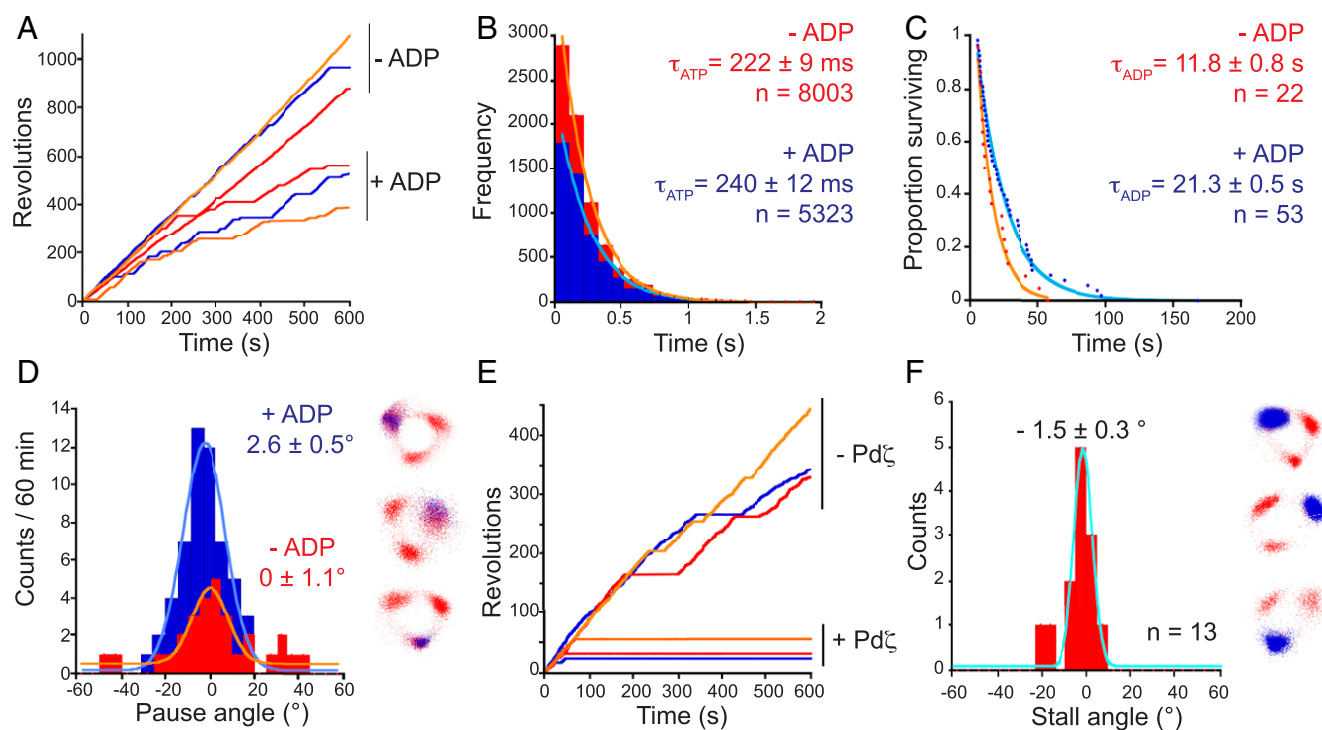 A
Revolutions
1000
800
600
400
200
0
0 100 200 300 400 500 600
Time (s)
- ADP
+ ADP
B
Frequency
3000
2500
2000
1500
1000
500
0
0 0.5 1 1.5 2
Time (s)
- ADP
τATP= 222 ± 9 ms
n = 8003
+ ADP
τATP= 240 ± 12 ms
n = 5323
C
Proportion surviving
1
0.8
0.6
0.4
0.2
0
0 50 100 150 200
Time (s)
- ADP
τADP= 11.8 ± 0.8 s
n = 22
+ ADP
τADP= 21.3 ± 0.5 s
n = 53
D
Counts / 60 min
14
12
10
8
6
4
2
0
-60 -40 -20 0 20 40 60
Pause angle (°)
+ ADP
2.6 ± 0.5°
- ADP
0 ± 1.1°
E
Revolutions
400
300
200
100
0
0 100 200 300 400 500 600
Time (s)
- Pdζ
+ Pdζ
F
Counts
6
5
4
3
2
1
0
-60 -40 -20 0 20 40 60
Stall angle (°)
- 1.5 ± 0.3 °
n = 13